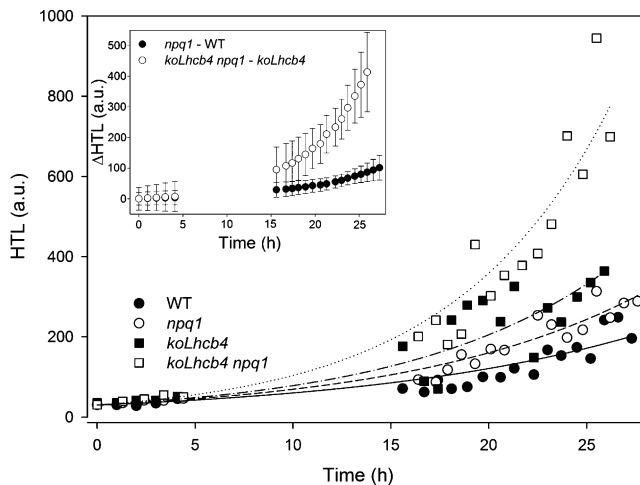 1000
800
600
400
200
0
HTL (a.u.)
0
5
10
15
20
25
Time (h)
WT
npq1
koLhcb4
koLhcb4 npq1
500
400
300
200
100
0
ΔHTL (a.u.)
0
5
10
15
20
25
Time (h)
npq1 - WT
koLhcb4 npq1 - koLhcb4